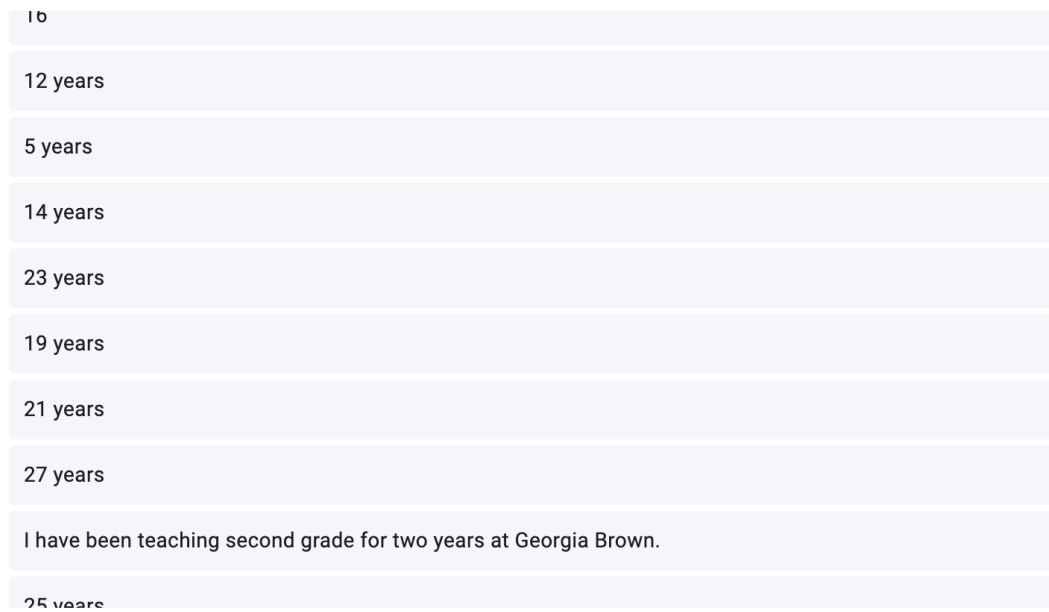 16
12 years
5 years
14 years
23 years
19 years
21 years
27 years
I have been teaching second grade for two years at Georgia Brown.
25 years